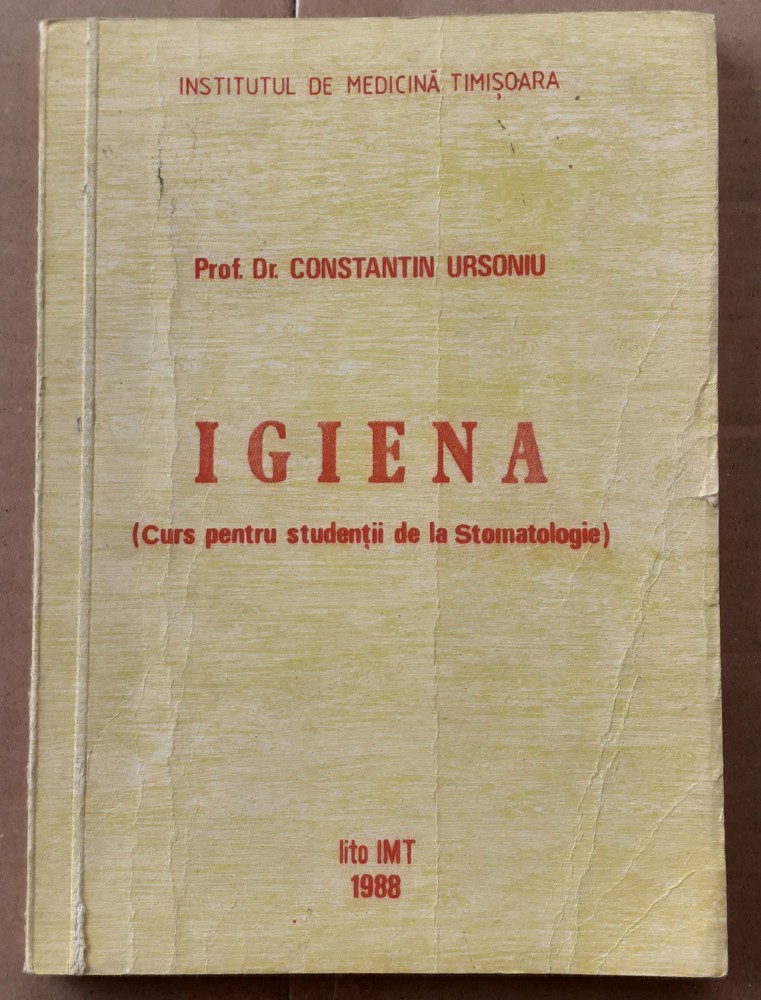 INSTITUTUL DE MEDICINĂ TIMIȘOARA
Prof. Dr. CONSTANTIN URSONIU
IGIENA
(Curs pentru studenții de la Stomatologie)
lito IMT
1988